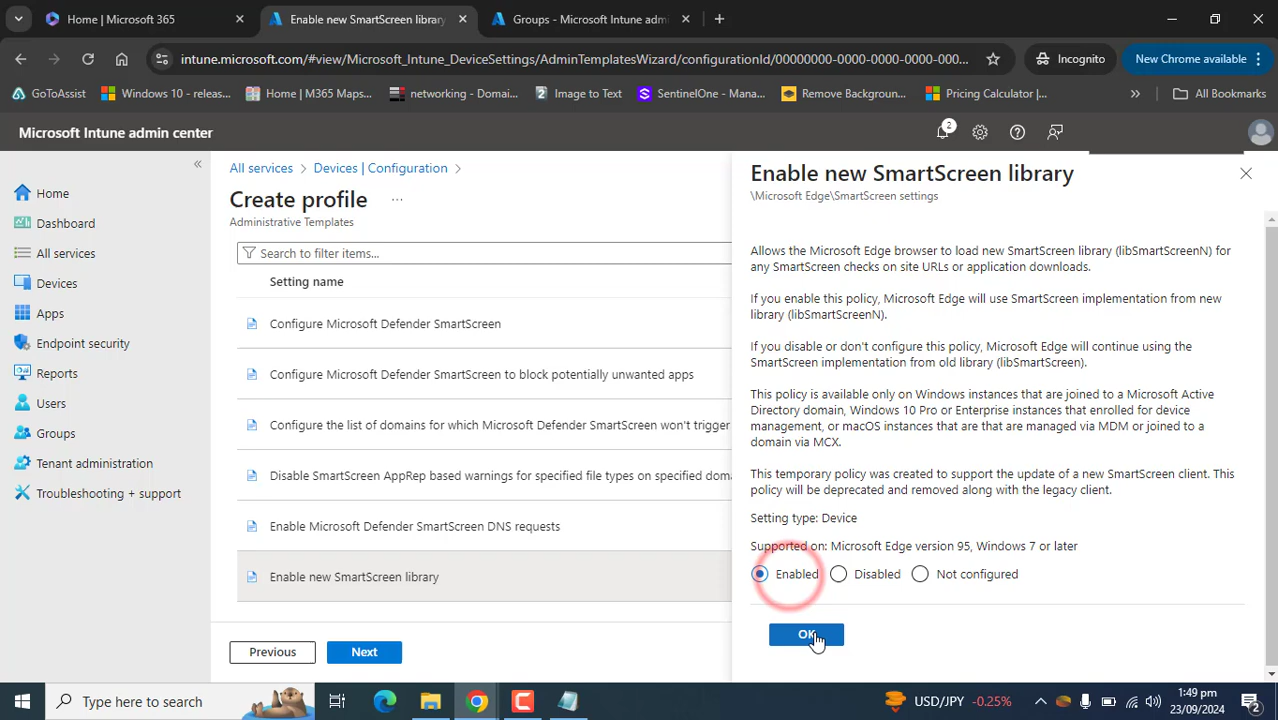 Home | Microsoft 365
Enable new SmartScreen library
Groups - Microsoft Intune adm
intune.microsoft.com/#view/Microsoft_Intune_DeviceSettings/AdminTemplatesWizard/configurationId/00000000-0000-0000-0000-000...
Incognito
New Chrome available
GoToAssist
Windows 10 - releas...
Home | M365 Maps...
networking - Domai...
Image to Text
SentinelOne - Mana...
Remove Backgroun...
Pricing Calculator |...
All Bookmarks
Microsoft Intune admin center
2
Home
Dashboard
All services
Devices
Apps
Endpoint security
Reports
Users
Groups
Tenant administration
Troubleshooting + support
All services
Devices | Configuration
Create profile
...
Administrative Templates
Search to filter items...
Setting name
Configure Microsoft Defender SmartScreen
Configure Microsoft Defender SmartScreen to block potentially unwanted apps
Configure the list of domains for which Microsoft Defender SmartScreen won't trigger
Disable SmartScreen AppRep based warnings for specified file types on specified doma
Enable Microsoft Defender SmartScreen DNS requests
Enable new SmartScreen library
Previous
Next
Enable new SmartScreen library
\Microsoft Edge\SmartScreen settings
Allows the Microsoft Edge browser to load new SmartScreen library (libSmartScreenN) for
any SmartScreen checks on site URLs or application downloads.
If you enable this policy, Microsoft Edge will use SmartScreen implementation from new
library (libSmartScreenN).
If you disable or don't configure this policy, Microsoft Edge will continue using the
SmartScreen implementation from old library (libSmartScreen).
This policy is available only on Windows instances that are joined to a Microsoft Active
Directory domain, Windows 10 Pro or Enterprise instances that enrolled for device
management, or macOS instances that are that are managed via MDM or joined to a
domain via MCX.
This temporary policy was created to support the update of a new SmartScreen client. This
policy will be deprecated and removed along with the legacy client.
Setting type: Device
Supported on: Microsoft Edge version 95, Windows 7 or later
Enabled
Disabled
Not configured
OK
Type here to search
USD/JPY -0.25%
1:49 pm
23/09/2024
2